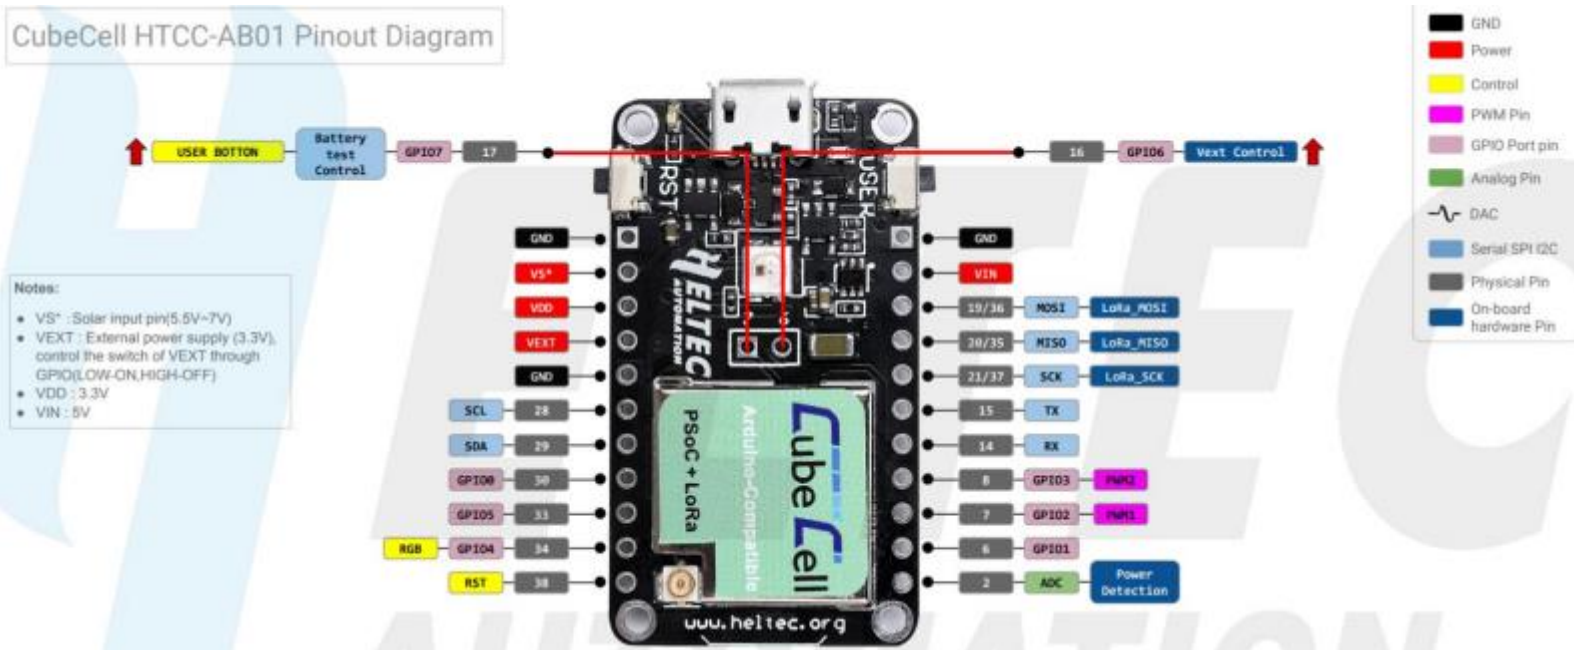 CubeCell HTCC-AB01 Pinout Diagram
GND
Power
Control
PWM Pin
GPIO Port pin
Analog Pin
DAC
Serial SPI I2C
Physical Pin
On-board
hardware Pin
USER BOTTON
Battery
test
Control
GPIO7
17
16
GPIO6
Vext Control
RST
USER
Notes:
• VS* : Solar input pin(5.5V~7V)
• VEXT : External power supply (3.3V),
control the switch of VEXT through
GPIO(LOW-ON,HIGH-OFF)
• VDD : 3.3V
• VIN : 5V
GND
VS*
VDD
VEXT
GND
SCL 28
SDA 29
GPIO0 30
GPIO5 33
RGB GPIO4 34
RST 38
HELTEC
AUTOMATION
PSoC + LoRa
Arduino-Compatible
CubeCell
www.heltec.org
GND
VIN
19/36 MOSI LoRa_MOSI
20/35 MISO LoRa_MISO
21/37 SCK LoRa_SCK
15 TX
14 RX
8 GPIO3 PWM2
7 GPIO2 PWM1
6 GPIO1
2 ADC Power
Detection
HELTEC
AUTOMATION